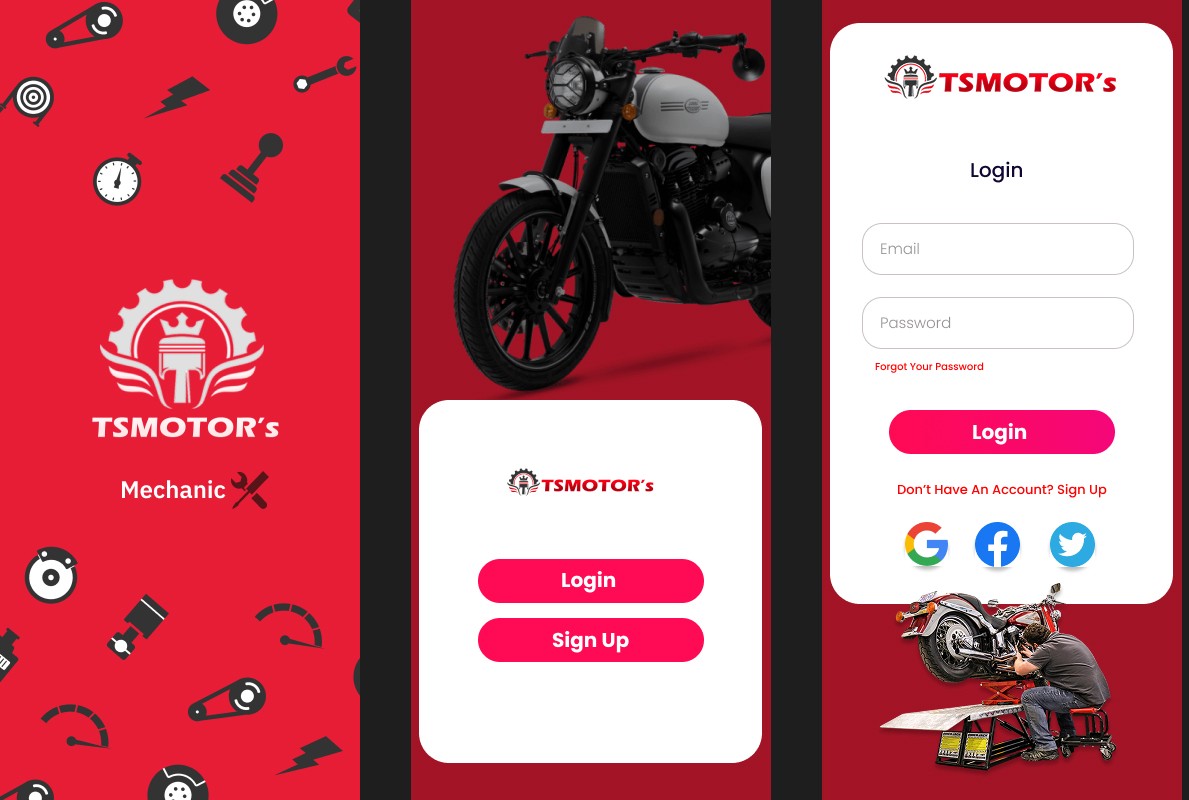 TSMOTOR's
Mechanic
TSMOTOR's
Login
Sign Up
TSMOTOR's
Login
Email
Password
Forgot Your Password
Login
Don't Have An Account? Sign Up